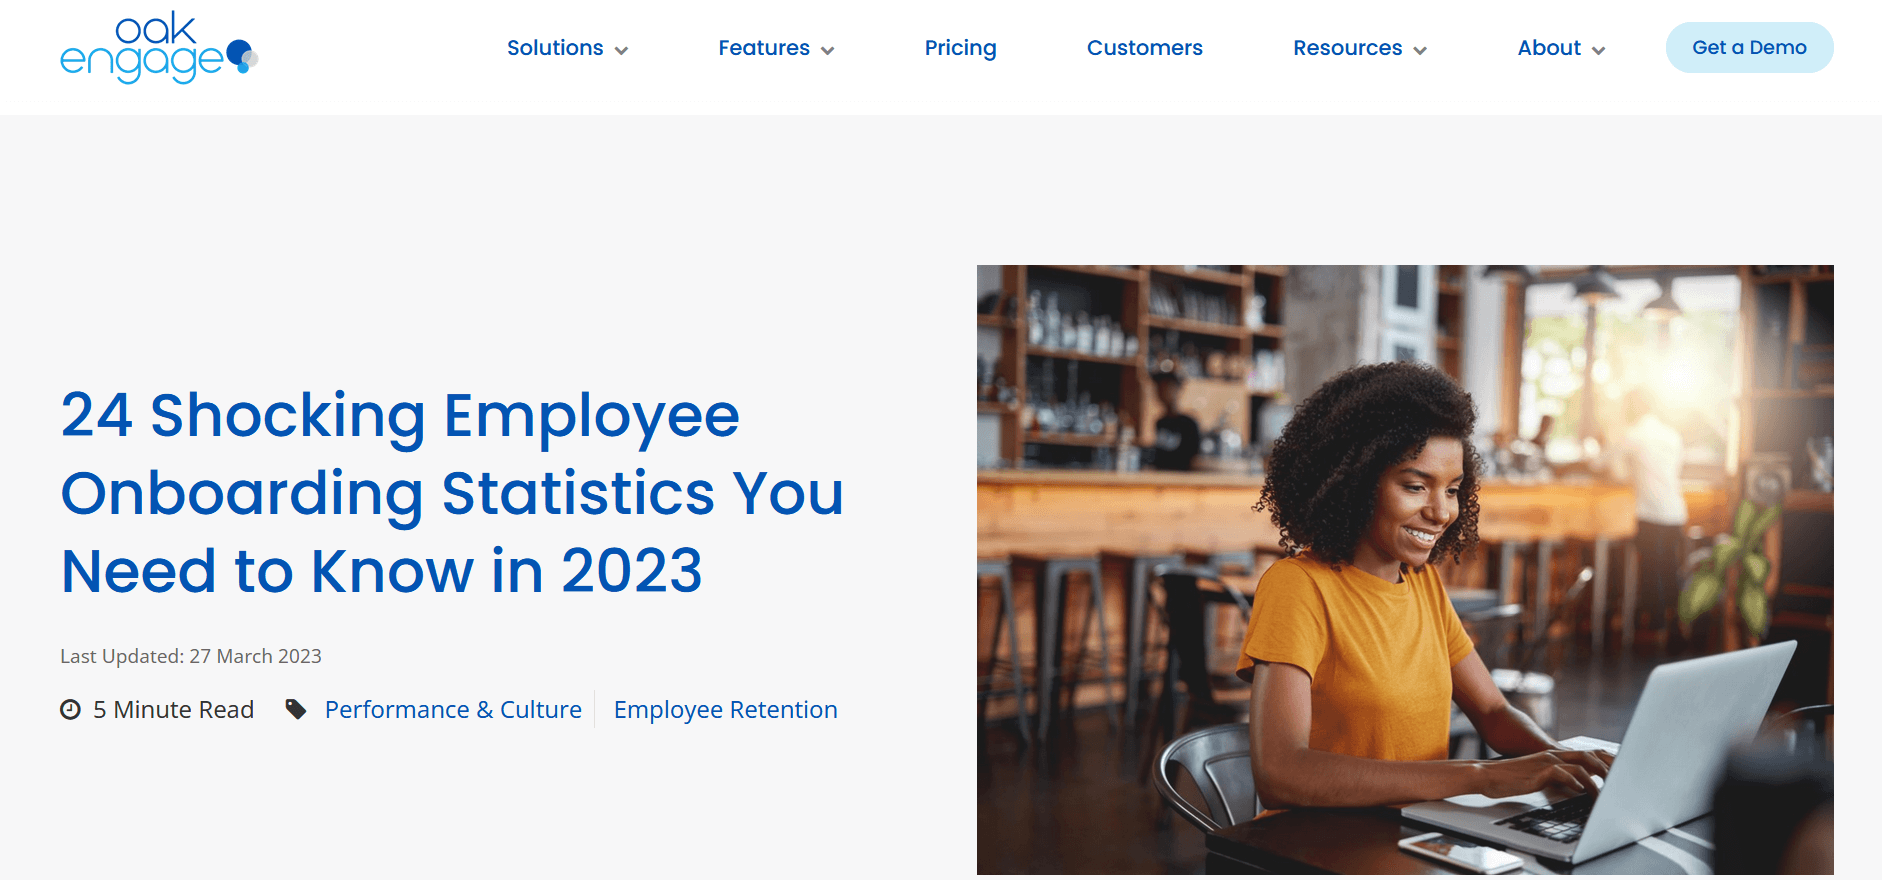 oak
engage
Solutions
Features
Pricing
Customers
Resources
About
Get a Demo
24 Shocking Employee
Onboarding Statistics You
Need to Know in 2023
Last Updated: 27 March 2023
5 Minute Read
Performance & Culture
Employee Retention